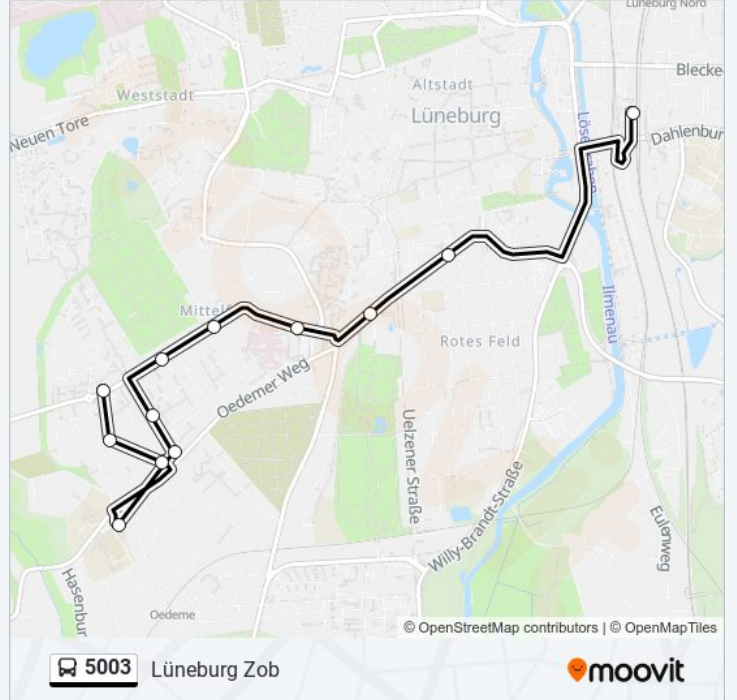 Lüneburg Nord
Blecke
Altstadt
Weststadt
Lüneburg
Neuen Tore
Dahlenbur
Lösegraben
Mittelf
Ilmenau
Rotes Feld
Oedemer Weg
Uelzener Straße
Willy-Brandt-Straße
Eulenweg
Hasenbur
Oedeme
© OpenStreetMap contributors | © OpenMapTiles
5003 Lüneburg Zob
moovit